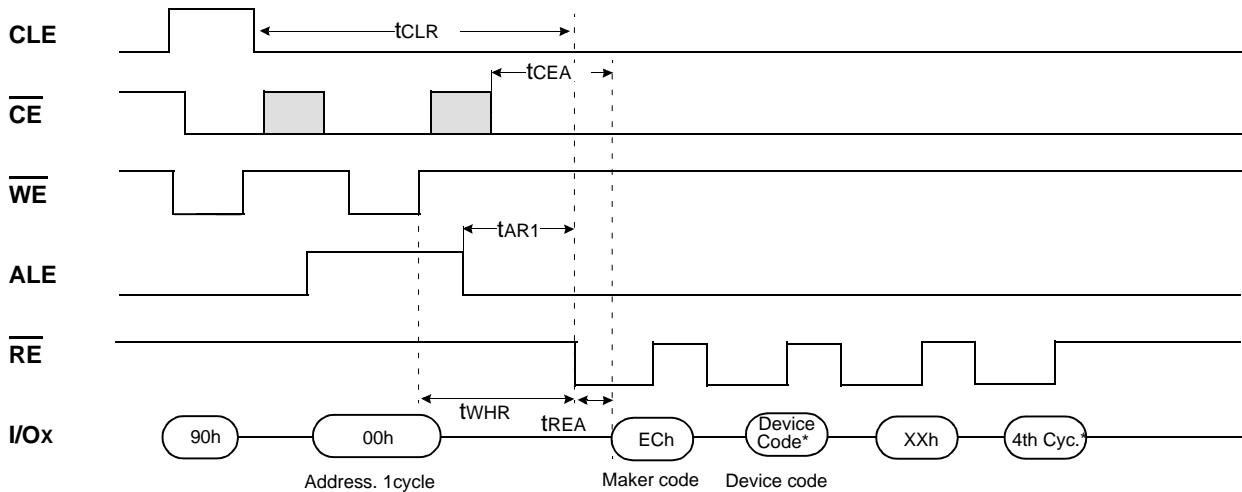 CLE
tCLR
tCEA
CE
WE
tAR1
ALE
RE
tWHR
tREA
I/Ox
90h
00h
ECh
Device
Code*
XXh
4th Cyc.*
Address. 1cycle
Maker code
Device code